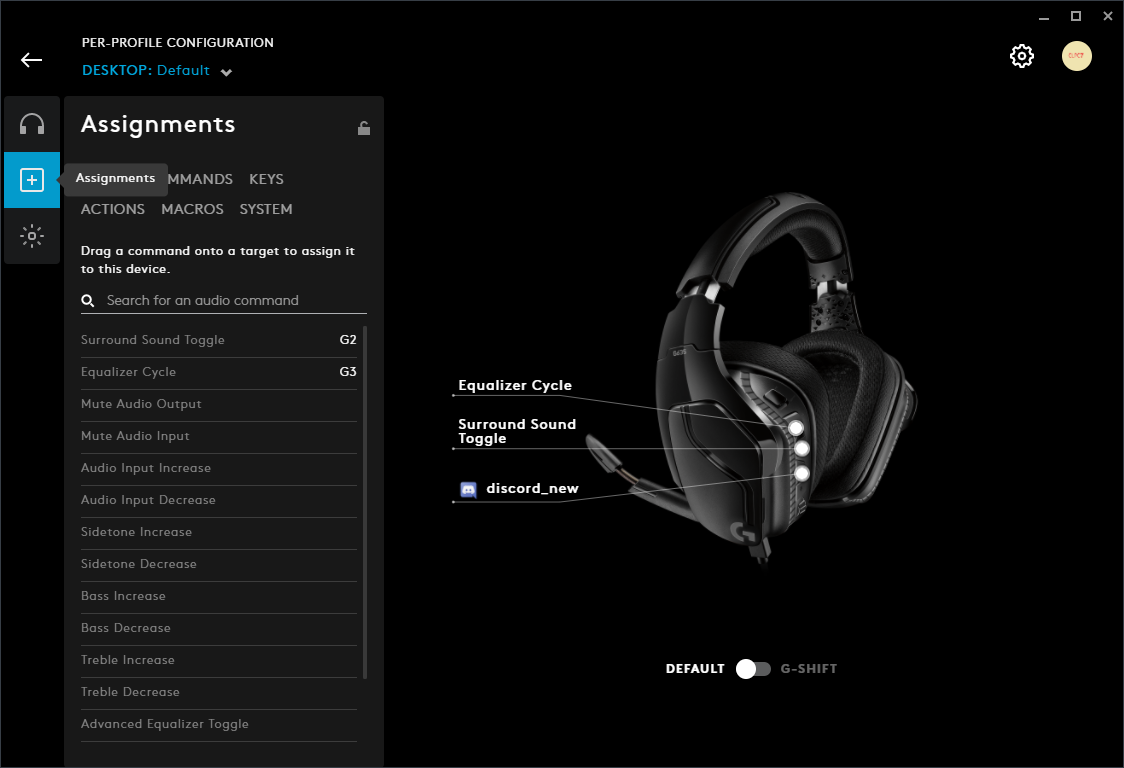 PER-PROFILE CONFIGURATION
DESKTOP: Default
Assignments
Assignments
MMANDS KEYS
ACTIONS MACROS SYSTEM
Drag a command onto a target to assign it
to this device.
Search for an audio command
Surround Sound Toggle G2
Equalizer Cycle G3
Mute Audio Output
Mute Audio Input
Audio Input Increase
Audio Input Decrease
Sidetone Increase
Sidetone Decrease
Bass Increase
Bass Decrease
Treble Increase
Treble Decrease
Advanced Equalizer Toggle
Equalizer Cycle
Surround Sound
Toggle
discord_new
DEFAULT G-SHIFT